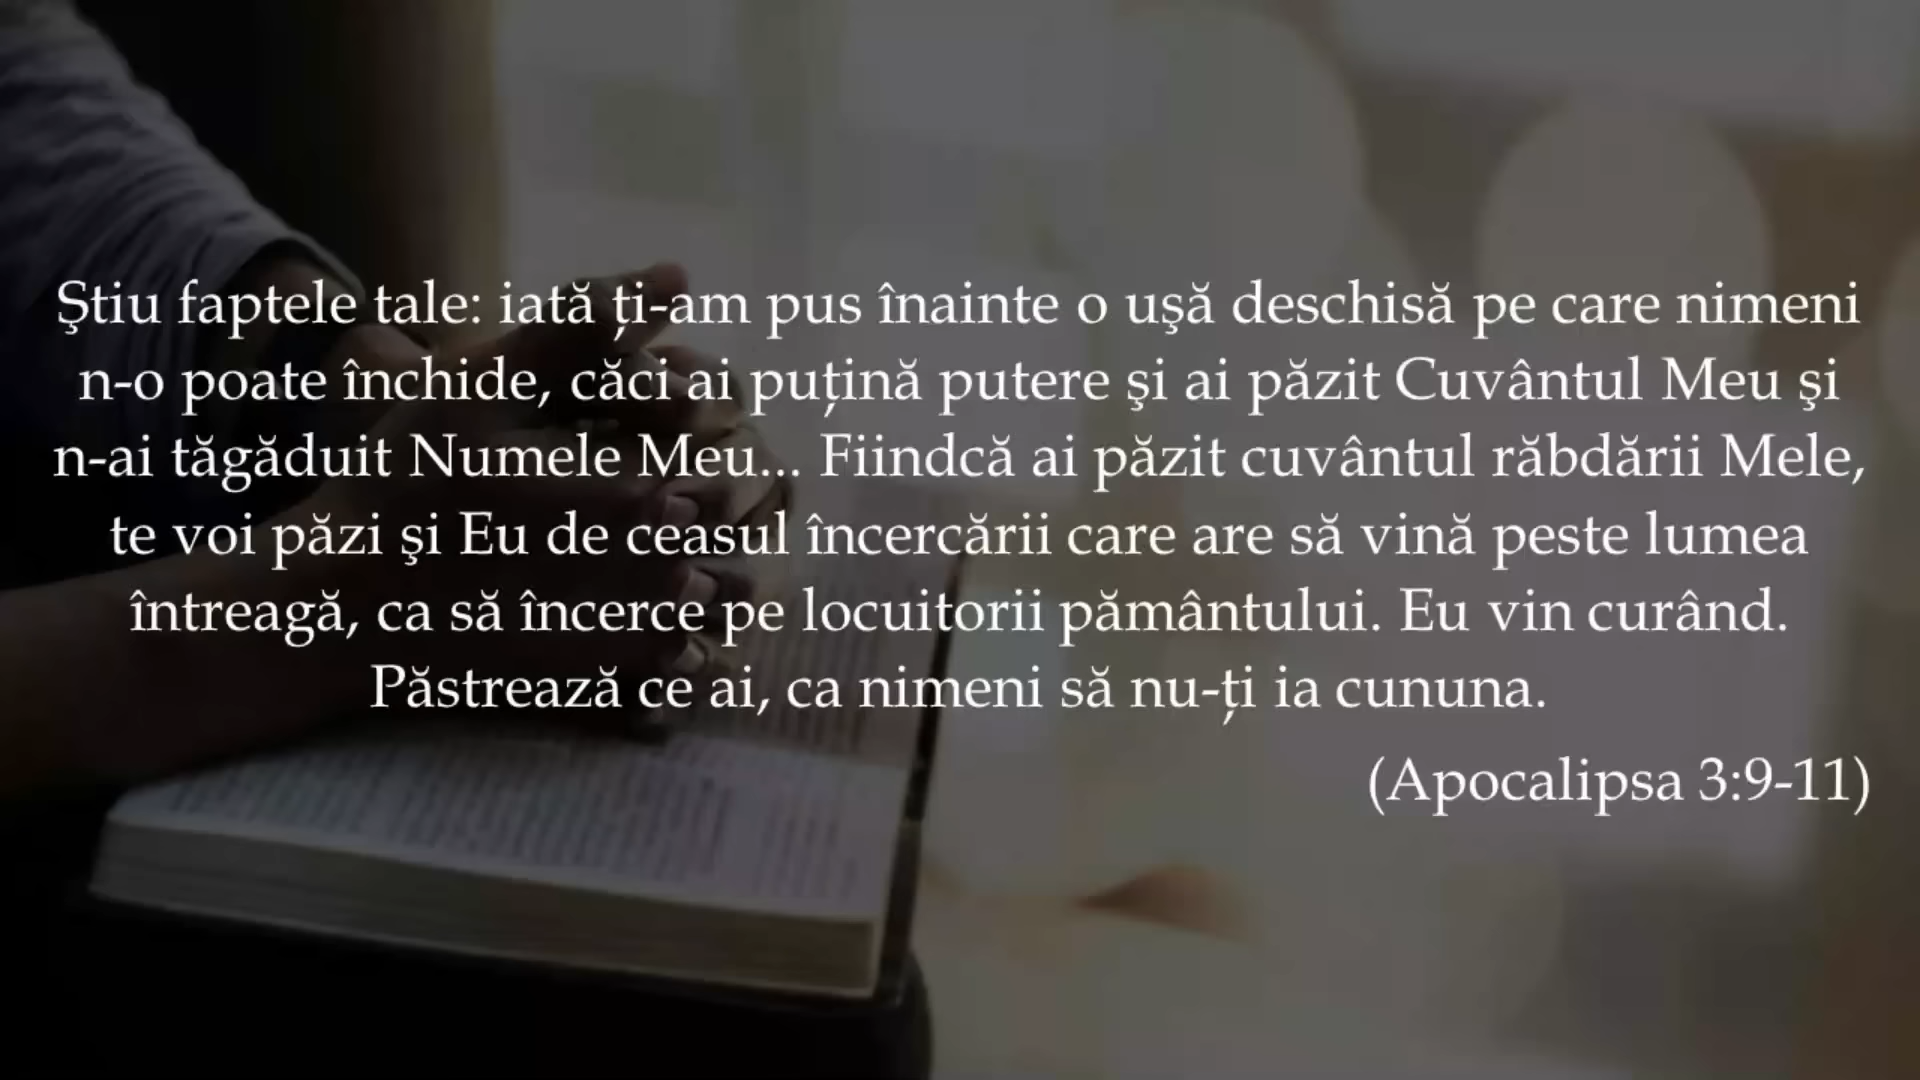 Ştiu faptele tale: iată ţi-am pus înainte o uşă deschisă pe care nimeni
n-o poate închide, căci ai puţină putere şi ai păzit Cuvântul Meu şi
n-ai tăgăduit Numele Meu... Fiindcă ai păzit cuvântul răbdării Mele,
te voi păzi şi Eu de ceasul încercării care are să vină peste lumea
întreagă, ca să încerce pe locuitorii pământului. Eu vin curând.
Păstrează ce ai, ca nimeni să nu-ţi ia cununa.
(Apocalipsa 3:9-11)